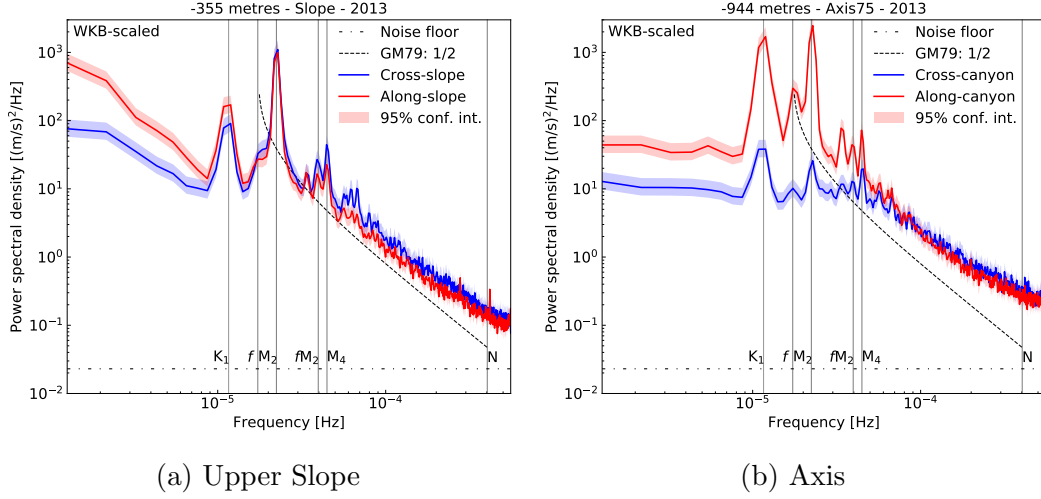 -355 metres - Slope - 2013
WKB-scaled
Noise floor
GM79: 1/2
Cross-slope
Along-slope
95% conf. int.
Power spectral density [(m/s)²/Hz]
10³
10²
10¹
10⁰
10⁻¹
10⁻²
K₁ f M₂ fM₂ M₄ N
10⁻⁵ 10⁻⁴
Frequency [Hz]
(a) Upper Slope
-944 metres - Axis75 - 2013
WKB-scaled
Noise floor
GM79: 1/2
Cross-canyon
Along-canyon
95% conf. int.
Power spectral density [(m/s)²/Hz]
10³
10²
10¹
10⁰
10⁻¹
10⁻²
K₁ f M₂ fM₂ M₄ N
10⁻⁵ 10⁻⁴
Frequency [Hz]
(b) Axis